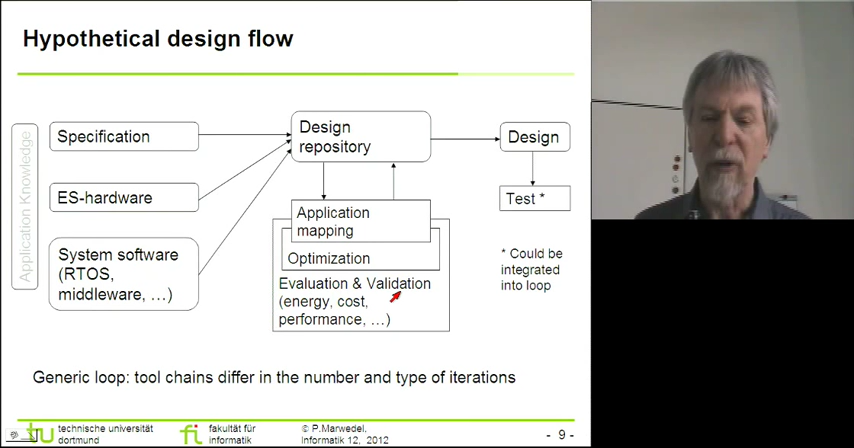 Hypothetical design flow
Application Knowledge
Specification
ES-hardware
System software
(RTOS,
middleware, …)
Design
repository
Application
mapping
Optimization
Evaluation & Validation
(energy, cost,
performance, …)
Design
Test *
* Could be
integrated
into loop
Generic loop: tool chains differ in the number and type of iterations
tu
technische universität
dortmund
fi
fakultät für
informatik
© P.Marwedel,
Informatik 12, 2012
- 9 -